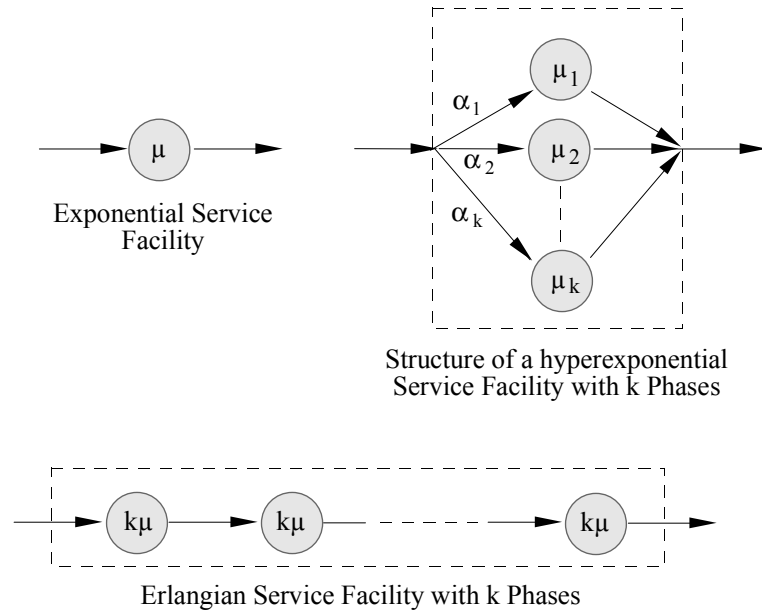 μ
Exponential Service
Facility
α1
μ1
α2
μ2
αk
μk
Structure of a hyperexponential
Service Facility with k Phases
kμ kμ kμ
Erlangian Service Facility with k Phases